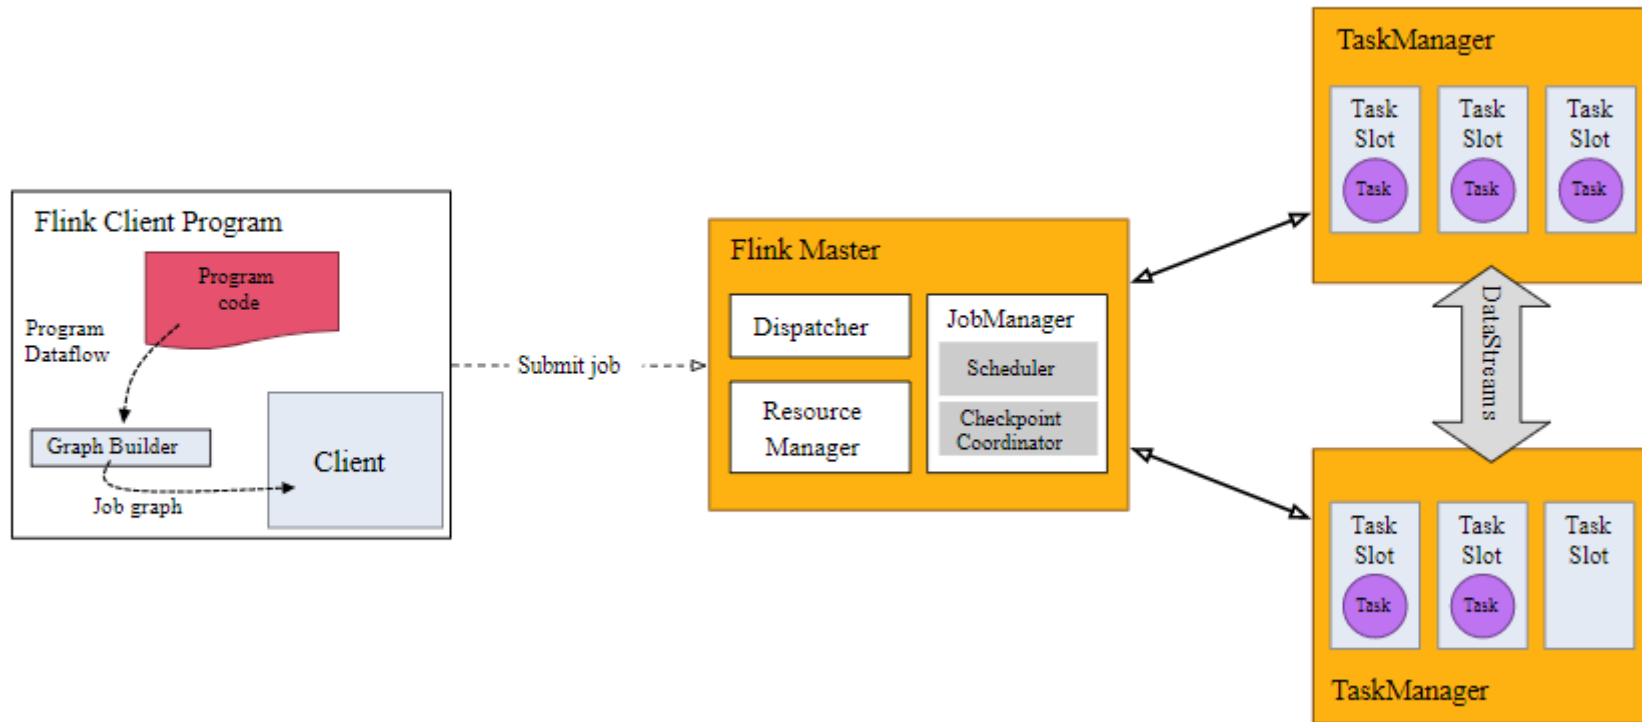 Flink Client Program
Program
code
Program
Dataflow
Graph Builder
Client
Job graph
Submit job
Flink Master
Dispatcher
Resource
Manager
JobManager
Scheduler
Checkpoint
Coordinator
TaskManager
Task
Slot
Task
Task
Slot
Task
Task
Slot
Task
DataStreams
Task
Slot
Task
Task
Slot
Task
Task
Slot
TaskManager